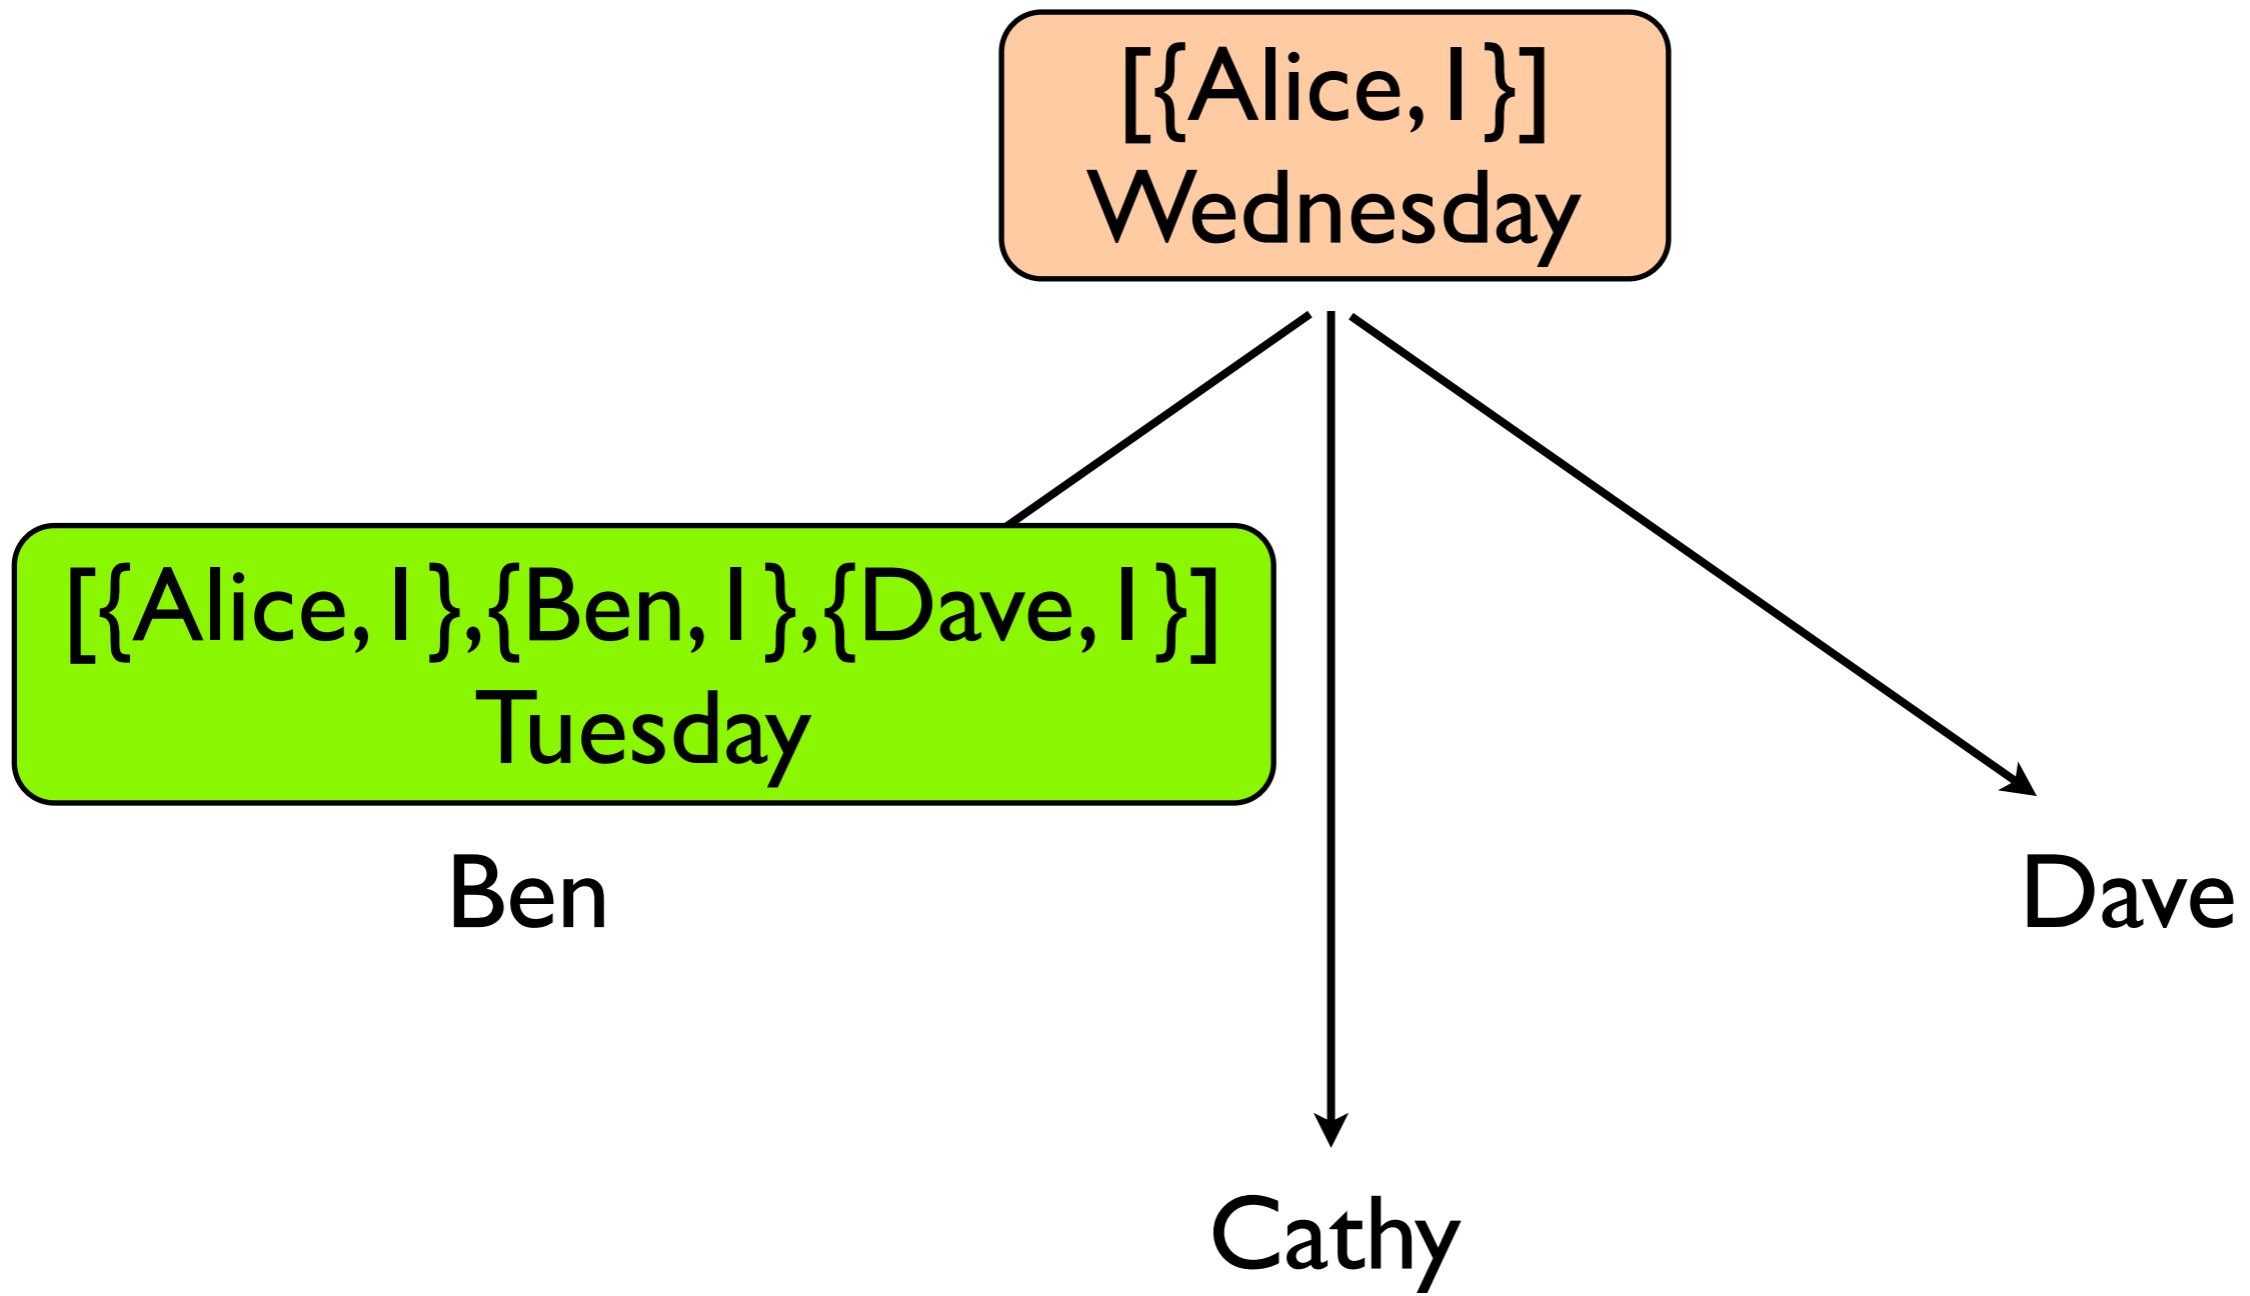 [{Alice, 1}]
Wednesday
[{Alice, 1},{Ben, 1},{Dave, 1}]
Tuesday
Ben
Dave
Cathy